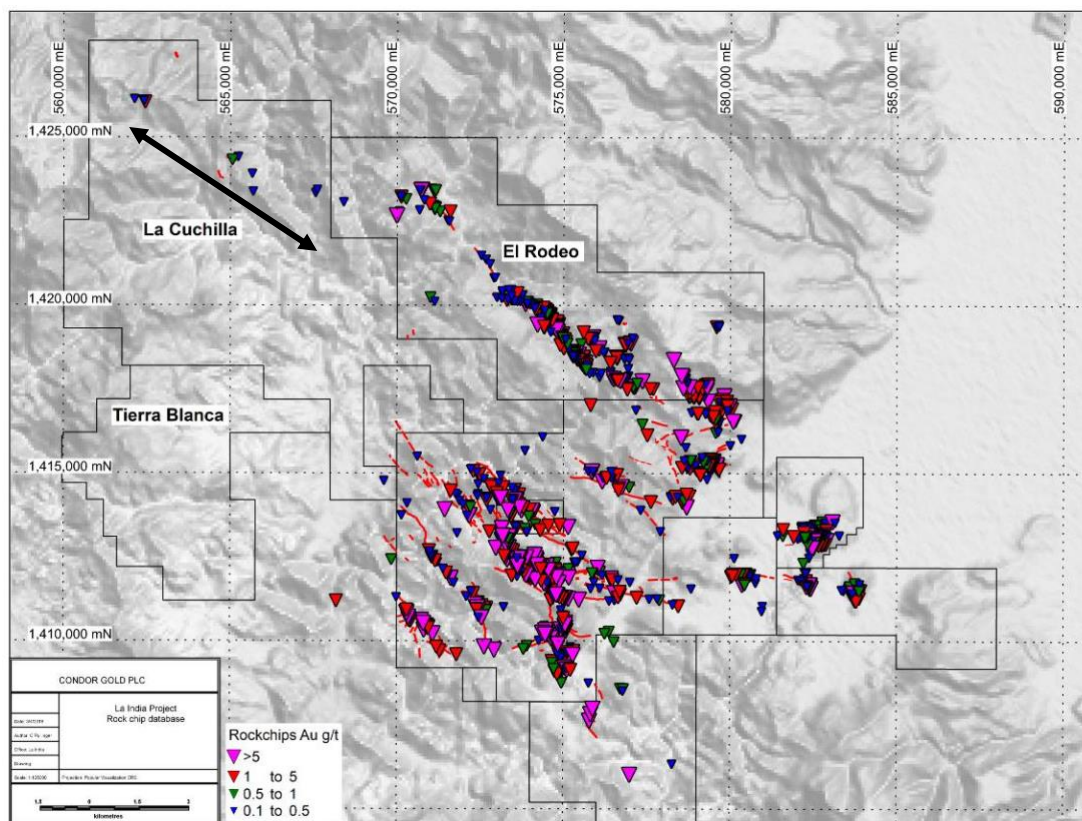 560,000 mE
565,000 mE
570,000 mE
575,000 mE
580,000 mE
585,000 mE
590,000 mE
1,425,000 mN
La Cuchilla
El Rodeo
1,420,000 mN
Tierra Blanca
1,415,000 mN
1,410,000 mN
CONDOR GOLD PLC
La India Project
Rock chip database
Rockchips Au g/t
>5
1 to 5
0.5 to 1
0.1 to 0.5
kilometres